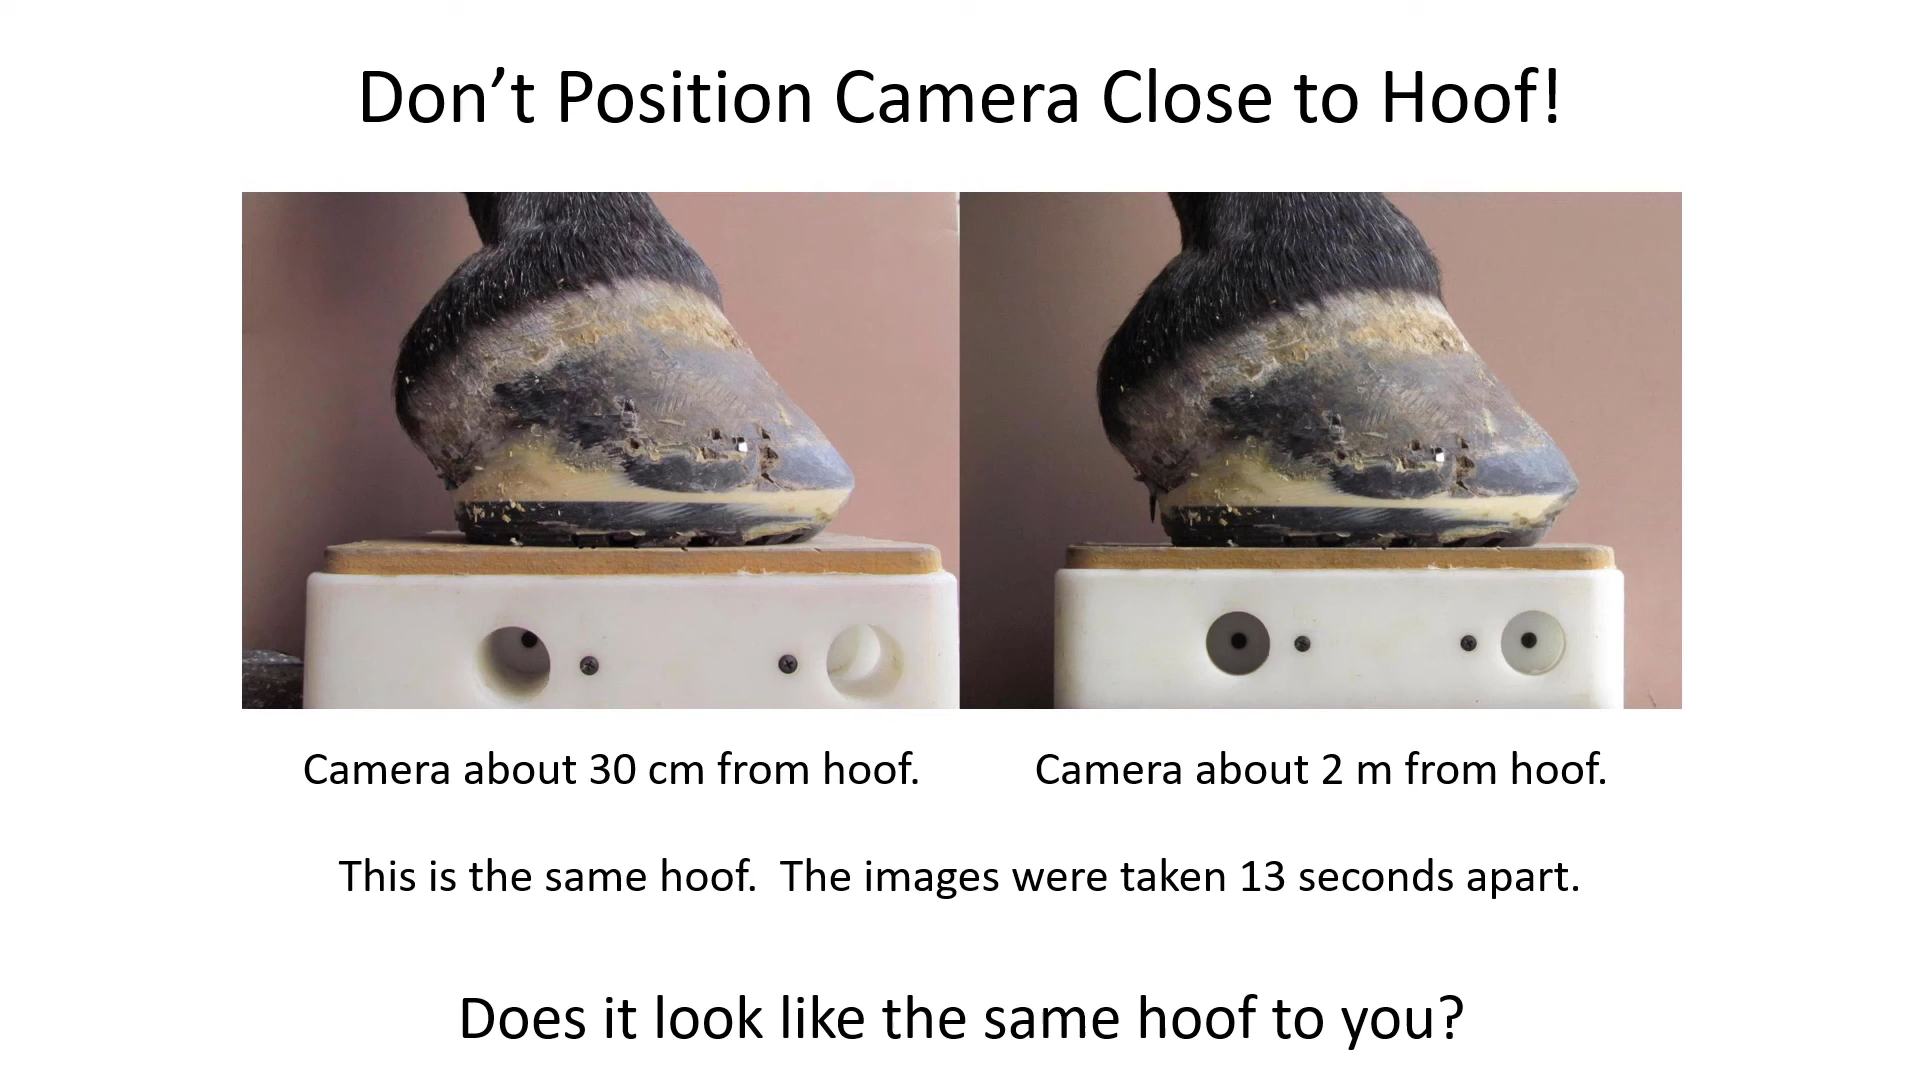 Don’t Position Camera Close to Hoof!
Camera about 30 cm from hoof.
Camera about 2 m from hoof.
This is the same hoof.  The images were taken 13 seconds apart.
Does it look like the same hoof to you?